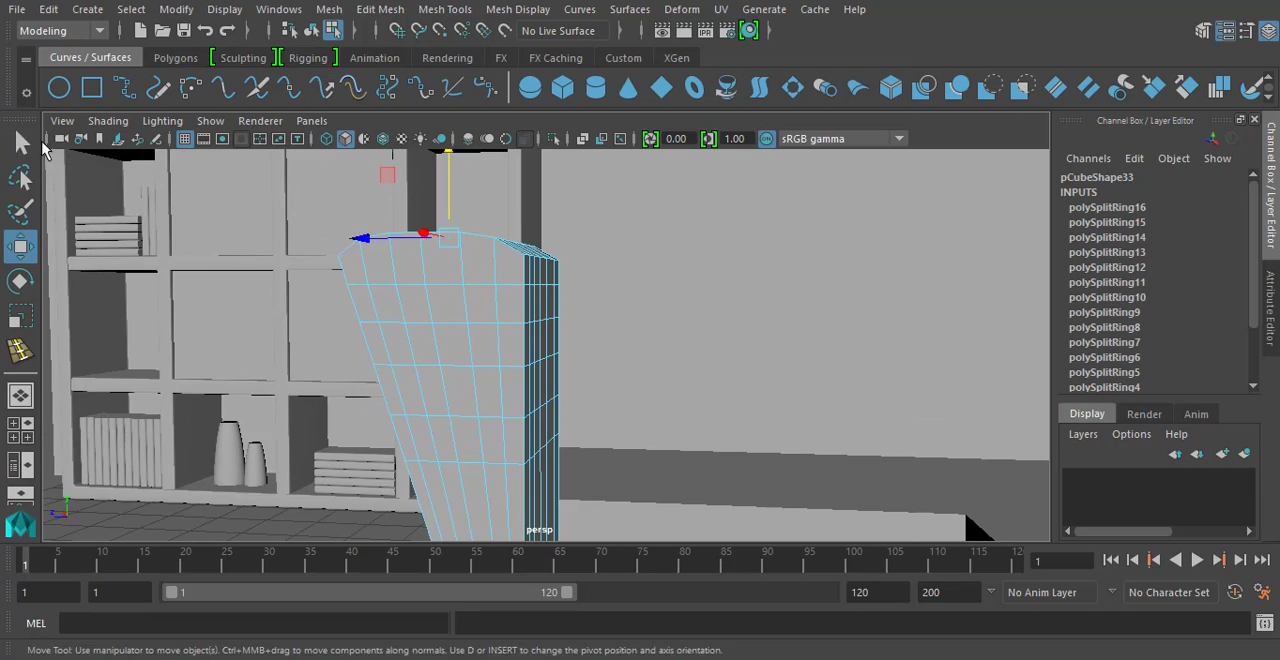 File Edit Create Select Modify Display Windows Mesh Edit Mesh Mesh Tools Mesh Display Curves Surfaces Deform UV Generate Cache Help
Modeling No Live Surface
Curves / Surfaces Polygons Sculpting Rigging Animation Rendering FX FX Caching Custom XGen
View Shading Lighting Show Renderer Panels
0.00 1.00 sRGB gamma
persp
Channel Box / Layer Editor
Channels Edit Object Show
pCubeShape33
INPUTS
polySplitRing16
polySplitRing15
polySplitRing14
polySplitRing13
polySplitRing12
polySplitRing11
polySplitRing10
polySplitRing9
polySplitRing8
polySplitRing7
polySplitRing6
polySplitRing5
polySplitRing4
Display Render Anim
Layers Options Help
Channel Box / Layer Editor
Attribute Editor
1 5 10 15 20 25 30 35 40 45 50 55 60 65 70 75 80 85 90 95 100 105 110 115 12 1
1 1 1 120 120 200 No Anim Layer No Character Set
MEL
Move Tool: Use manipulator to move object(s). Ctrl+MMB+drag to move components along normals. Use D or INSERT to change the pivot position and axis orientation.